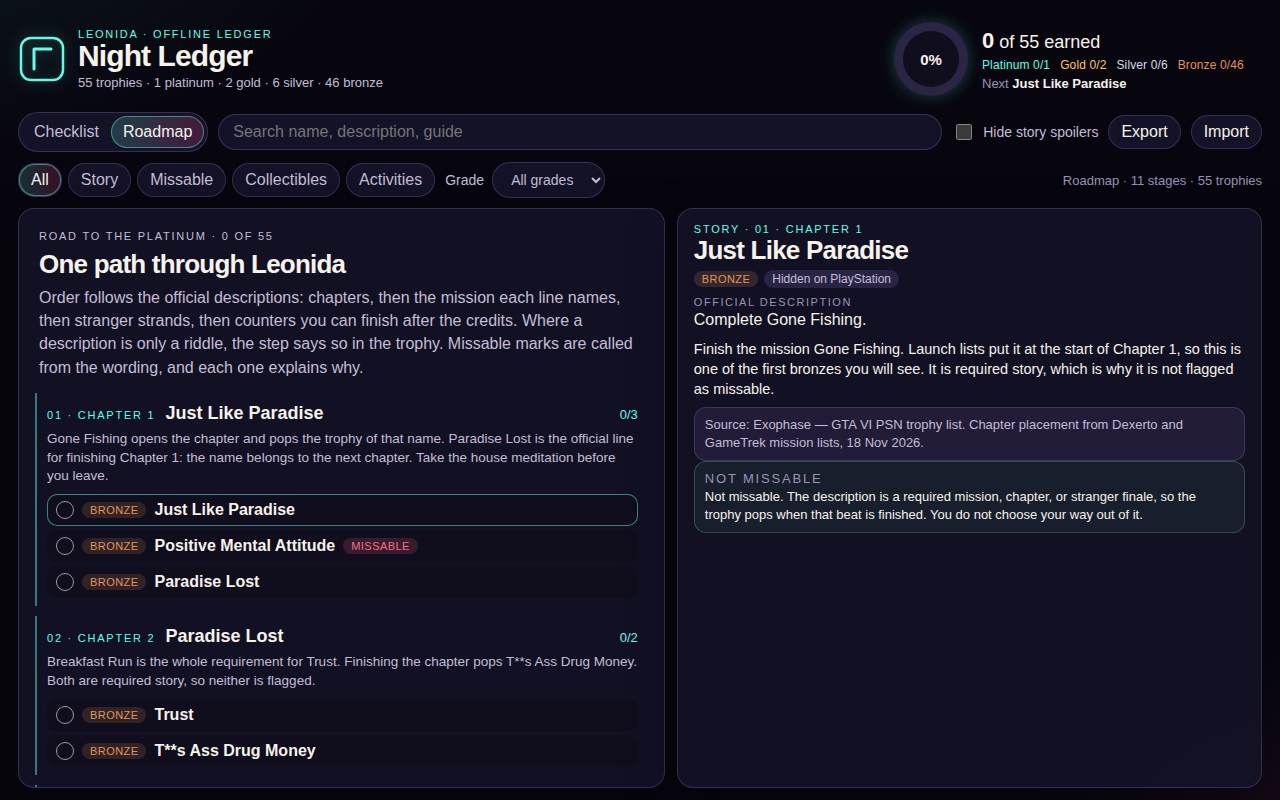 LEONIDA · OFFLINE LEDGER
Night Ledger
55 trophies · 1 platinum · 2 gold · 6 silver · 46 bronze
0%
0 of 55 earned
Platinum 0/1 Gold 0/2 Silver 0/6 Bronze 0/46
Next Just Like Paradise
Checklist Roadmap
Search name, description, guide
Hide story spoilers
Export
Import
All Story Missable Collectibles Activities Grade All grades
Roadmap · 11 stages · 55 trophies
ROAD TO THE PLATINUM · 0 OF 55
One path through Leonida
Order follows the official descriptions: chapters, then the mission each line names,
then stranger strands, then counters you can finish after the credits. Where a
description is only a riddle, the step says so in the trophy. Missable marks are called
from the wording, and each one explains why.
01 · CHAPTER 1 Just Like Paradise 0/3
Gone Fishing opens the chapter and pops the trophy of that name. Paradise Lost is the official line
for finishing Chapter 1: the name belongs to the next chapter. Take the house meditation before
you leave.
BRONZE Just Like Paradise
BRONZE Positive Mental Attitude MISSABLE
BRONZE Paradise Lost
02 · CHAPTER 2 Paradise Lost 0/2
Breakfast Run is the whole requirement for Trust. Finishing the chapter pops T**s Ass Drug Money.
Both are required story, so neither is flagged.
BRONZE Trust
BRONZE T**s Ass Drug Money
STORY · 01 · CHAPTER 1
Just Like Paradise
BRONZE Hidden on PlayStation
OFFICIAL DESCRIPTION
Complete Gone Fishing.
Finish the mission Gone Fishing. Launch lists put it at the start of Chapter 1, so this is
one of the first bronzes you will see. It is required story, which is why it is not flagged
as missable.
Source: Exophase — GTA VI PSN trophy list. Chapter placement from Dexerto and
GameTrek mission lists, 18 Nov 2026.
NOT MISSABLE
Not missable. The description is a required mission, chapter, or stranger finale, so the
trophy pops when that beat is finished. You do not choose your way out of it.